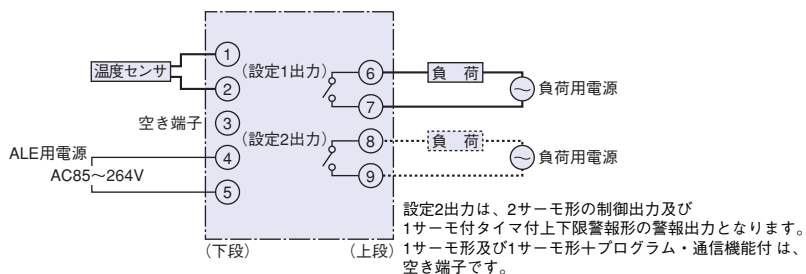 温度センサ
①
②
③
④
⑤
空き端子
ALE用電源
AC85～264V
(設定1出力)
(設定2出力)
⑥
⑦
⑧
⑨
負　荷
負荷用電源
負　荷
負荷用電源
(下段)
(上段)
設定2出力は、2サーモ形の制御出力及び
1サーモ付タイマ付上下限警報形の警報出力となります。
1サーモ形及び1サーモ形＋プログラム・通信機能付 は、
空き端子です。